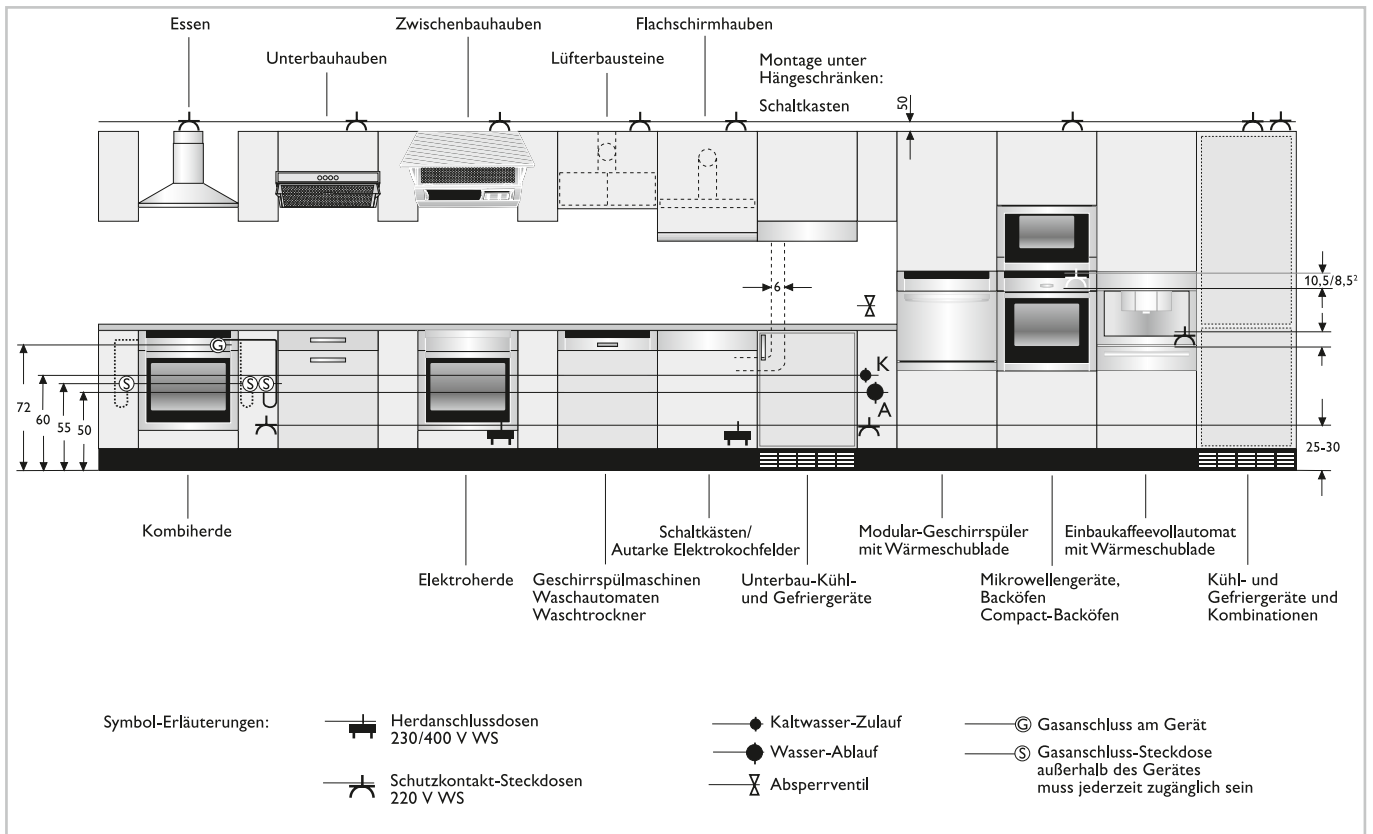 Essen
Zwischenbauhauben
Flachschirmhauben
Unterbauhauben
Lüfterbausteine
Montage unter
Hängeschränken:
Schaltkasten
50
10,5/8,5²
6
G
K
S
S S
A
72
60
55
50
25-30
Kombiherde
Schaltkästen/
Autarke Elektrokochfelder
Modular-Geschirrspüler
mit Wärmeschublade
Einbaukaffeevollautomat
mit Wärmeschublade
Elektroherde
Geschirrspülmaschinen
Waschautomaten
Waschtrockner
Unterbau-Kühl-
und Gefriergeräte
Mikrowellengeräte,
Backöfen
Compact-Backöfen
Kühl- und
Gefriergeräte und
Kombinationen
Symbol-Erläuterungen:
Herdanschlussdosen
230/400 V WS
Schutzkontakt-Steckdosen
220 V WS
Kaltwasser-Zulauf
Wasser-Ablauf
Absperrventil
G Gasanschluss am Gerät
S Gasanschluss-Steckdose
außerhalb des Gerätes
muss jederzeit zugänglich sein